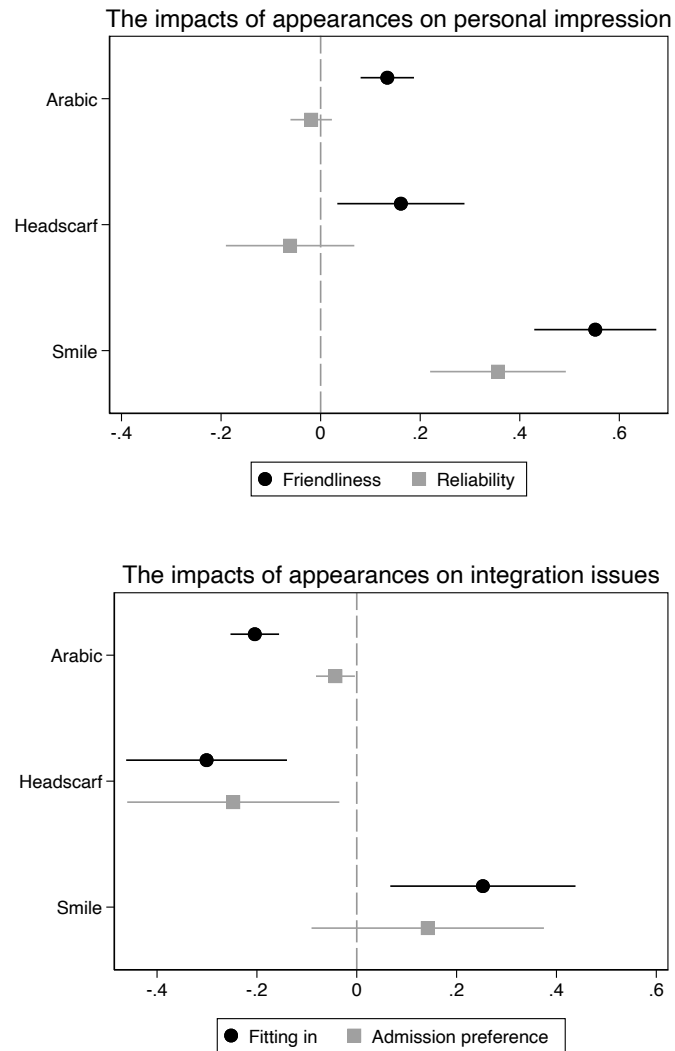 The impacts of appearances on personal impression
Arabic
Headscarf
Smile
-.4 -.2 0 .2 .4 .6
Friendliness Reliability
The impacts of appearances on integration issues
Arabic
Headscarf
Smile
-.4 -.2 0 .2 .4 .6
Fitting in Admission preference